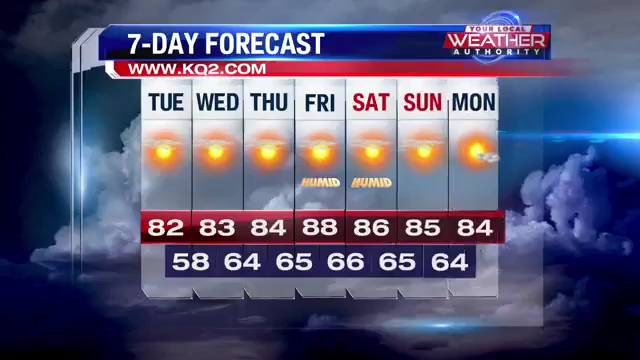 7-DAY FORECAST
YOUR LOCAL
WEATHER
AUTHORITY
WWW.KQ2.COM
TUE WED THU FRI SAT SUN MON
HUMID HUMID
82 83 84 88 86 85 84
58 64 65 66 65 64